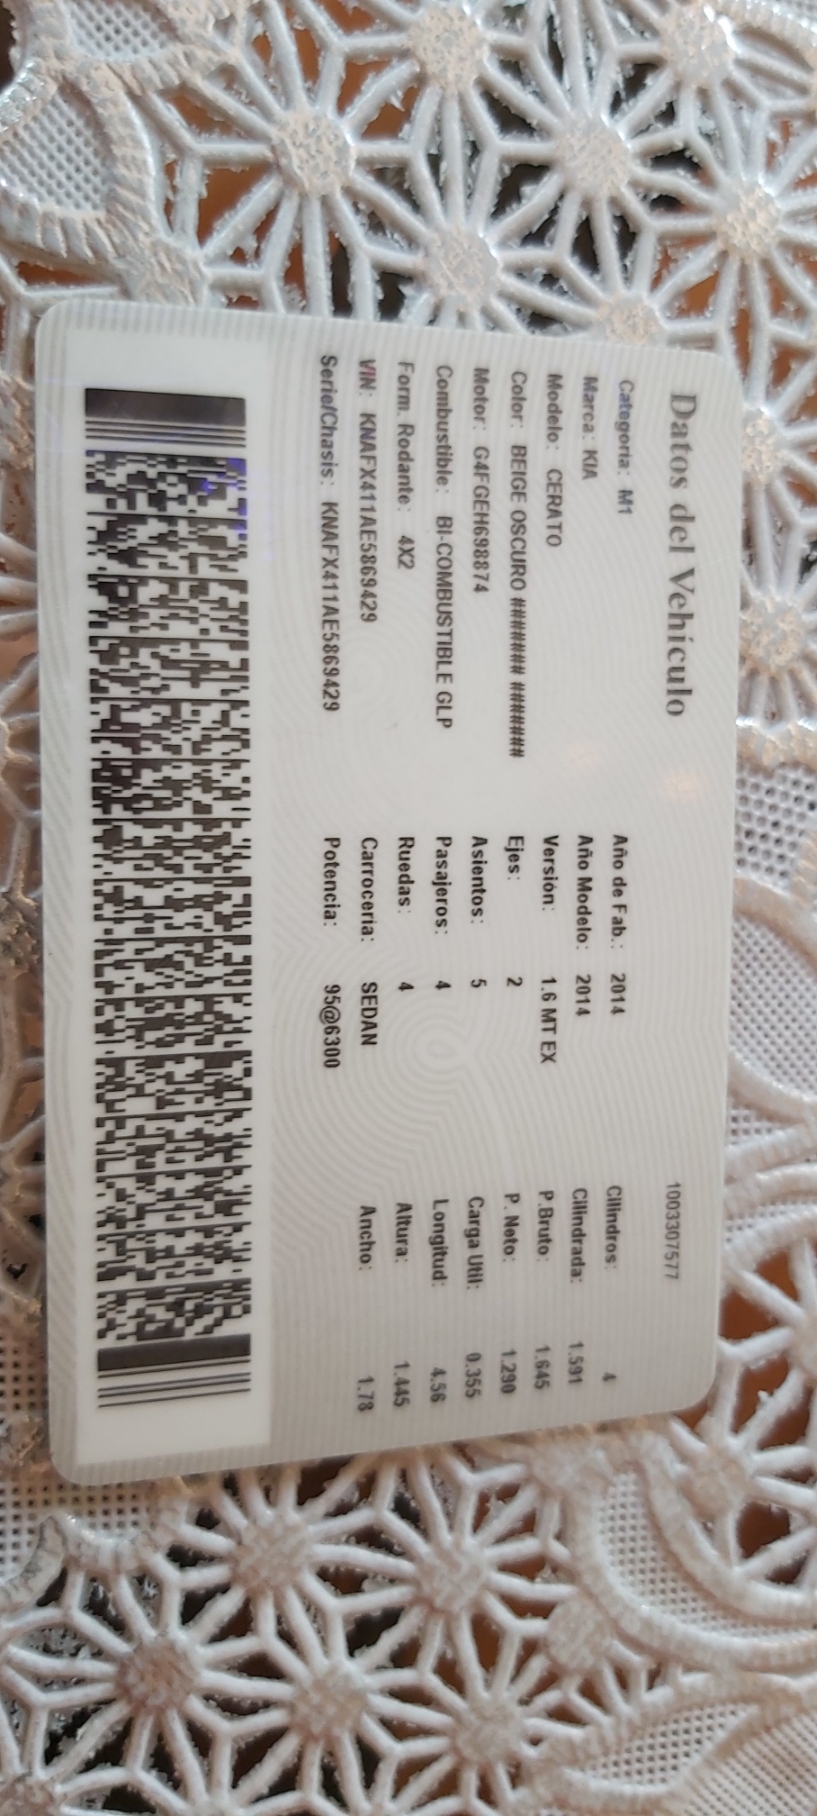 Datos del Vehículo
1003307577
Categoría: M1
Marca: KIA
Modelo: CERATO
Color: BEIGE OSCURO ####### #######
Motor: G4FGEH698874
Combustible: BI-COMBUSTIBLE GLP
Form. Rodante: 4X2
VIN: KNAFX411AE5869429
Serie/Chasis: KNAFX411AE5869429
Año de Fab.: 2014
Año Modelo: 2014
Versión: 1.6 MT EX
Ejes: 2
Asientos: 5
Pasajeros: 4
Ruedas: 4
Carrocería: SEDAN
Potencia: 95@6300
Cilindros: 4
Cilindrada: 1.591
P.Bruto: 1.645
P. Neto: 1.290
Carga Util: 0.355
Longitud: 4.56
Altura: 1.445
Ancho: 1.78